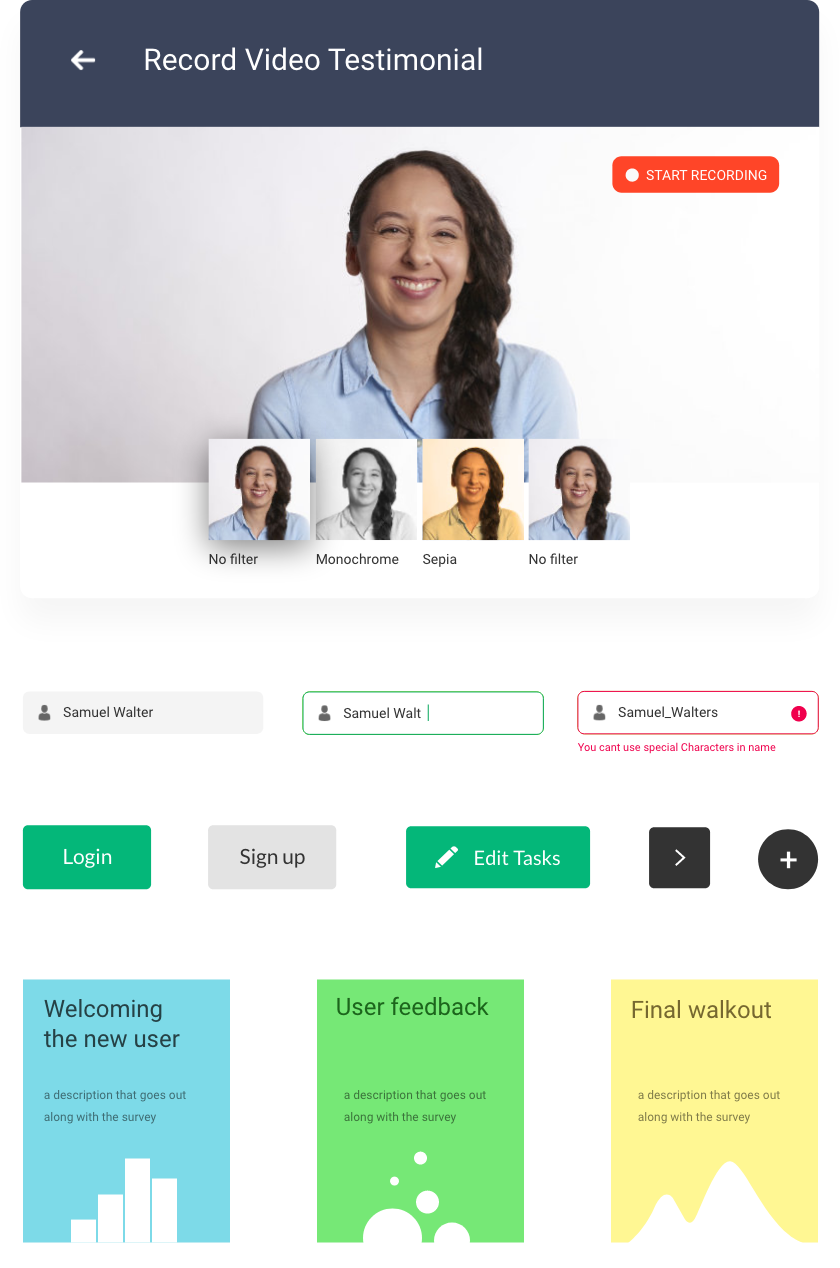 Record Video Testimonial
START RECORDING
No filter
Monochrome
Sepia
No filter
Samuel Walter
Samuel Walt
Samuel_Walters
You cant use special Characters in name
Login
Sign up
Edit Tasks
Welcoming
the new user
a description that goes out
along with the survey
User feedback
a description that goes out
along with the survey
Final walkout
a description that goes out
along with the survey